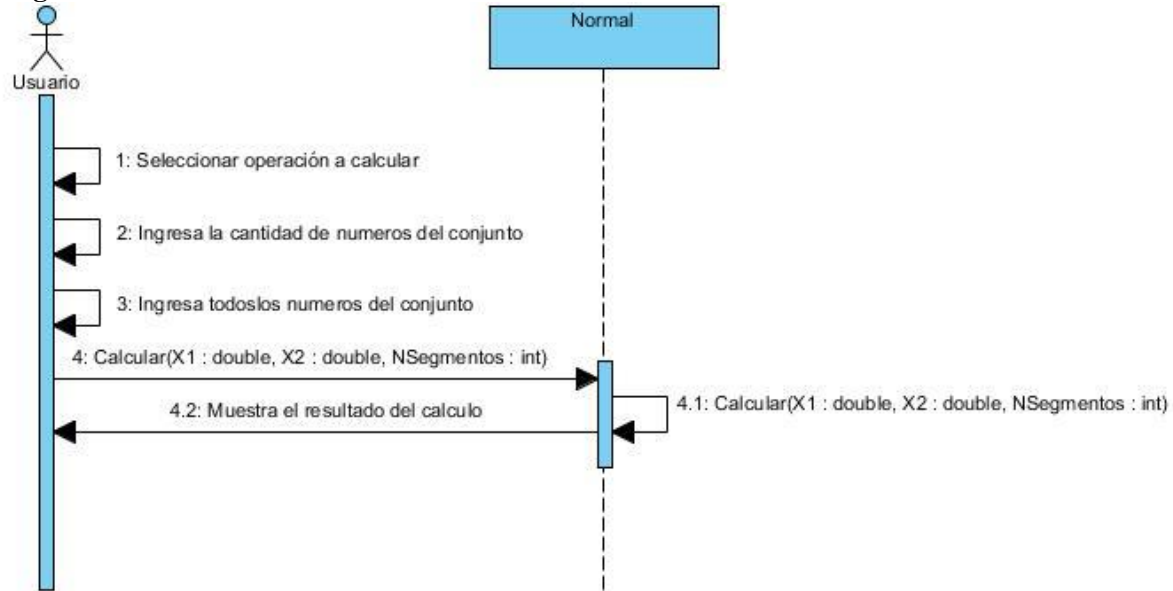 Usuario
Normal
1: Seleccionar operación a calcular
2: Ingresa la cantidad de numeros del conjunto
3: Ingresa todoslos numeros del conjunto
4: Calcular(X1 : double, X2 : double, NSegmentos : int)
4.1: Calcular(X1 : double, X2 : double, NSegmentos : int)
4.2: Muestra el resultado del calculo